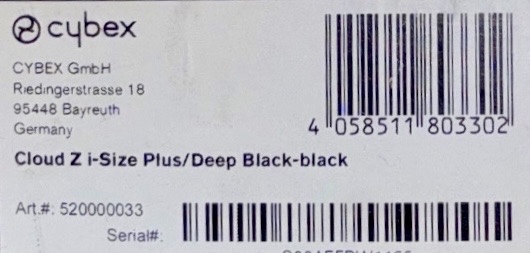 cybex
CYBEX GmbH
Riedingerstrasse 18
95448 Bayreuth
Germany
4 058511 803302
Cloud Z i-Size Plus/Deep Black-black
Art.#: 520000033
Serial#: